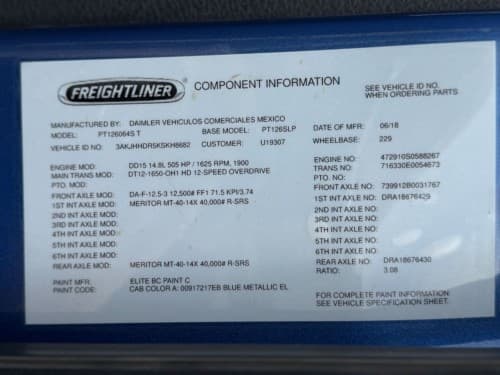 FREIGHTLINER
COMPONENT INFORMATION
SEE VEHICLE ID NO.
WHEN ORDERING PARTS
MANUFACTURED BY: DAIMLER VEHICULOS COMERCIALES MEXICO
MODEL: PT126064S T BASE MODEL: PT126SLP DATE OF MFR: 06/18
VEHICLE ID NO: 3AKJHHDR5KSKH8682 CUSTOMER: U19307 WHEELBASE: 229
ENGINE MOD: DD15 14.8L 505 HP / 1625 RPM, 1900 ENGINE NO: 472910S0588267
MAIN TRANS MOD: DT12-1650-OH1 HD 12-SPEED OVERDRIVE TRANS NO: 716330E0054673
PTO. MOD: PTO NO:
FRONT AXLE MOD: DA-F-12.5-3 12,500# FF1 71.5 KPI/3.74 FRONT AXLE NO: 739912B0031767
1ST INT AXLE MOD: MERITOR MT-40-14X 40,000# R-SRS 1ST INT AXLE NO: DRA18676429
2ND INT AXLE MOD: 2ND INT AXLE NO:
3RD INT AXLE MOD: 3RD INT AXLE NO:
4TH INT AXLE MOD: 4TH INT AXLE NO:
5TH INT AXLE MOD: 5TH INT AXLE NO:
6TH INT AXLE MOD: 6TH INT AXLE NO:
REAR AXLE MOD: MERITOR MT-40-14X 40,000# R-SRS REAR AXLE NO: DRA18676430
RATIO: 3.08
PAINT MFR: ELITE BC PAINT C
PAINT CODE: CAB COLOR A: 00917217EB BLUE METALLIC EL
FOR COMPLETE PAINT INFORMATION
SEE VEHICLE SPECIFICATION SHEET.